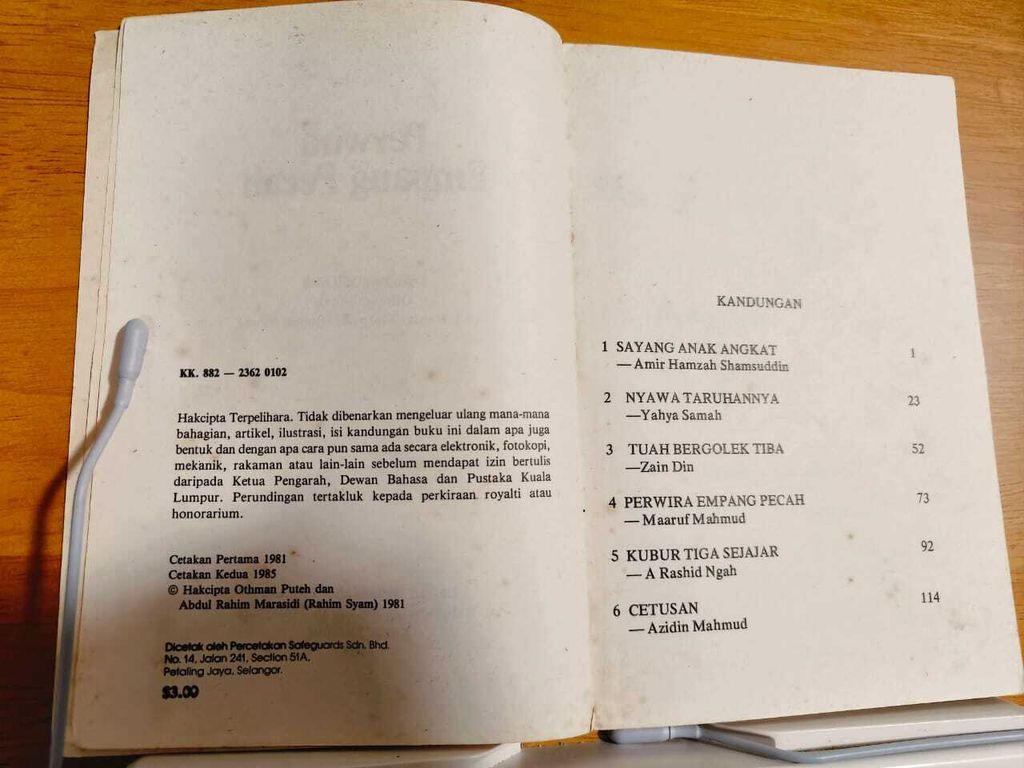 KK. 882 — 2362 0102
Hakcipta Terpelihara. Tidak dibenarkan mengeluar ulang mana-mana
bahagian, artikel, ilustrasi, isi kandungan buku ini dalam apa juga
bentuk dan dengan apa cara pun sama ada secara elektronik, fotokopi,
mekanik, rakaman atau lain-lain sebelum mendapat izin bertulis
daripada Ketua Pengarah, Dewan Bahasa dan Pustaka Kuala
Lumpur. Perundingan tertakluk kepada perkiraan royalti atau
honorarium.
Cetakan Pertama 1981
Cetakan Kedua 1985
© Hakcipta Othman Puteh dan
Abdul Rahim Marasidi (Rahim Syam) 1981
Dicetak oleh Percetakan Safeguards Sdn. Bhd.
No. 14, Jalan 241, Section 51A,
Petaling Jaya, Selangor.
$3.00
KANDUNGAN
1 SAYANG ANAK ANGKAT 1
— Amir Hamzah Shamsuddin
2 NYAWA TARUHANNYA 23
—Yahya Samah
3 TUAH BERGOLEK TIBA 52
—Zain Din
4 PERWIRA EMPANG PECAH 73
— Maaruf Mahmud
5 KUBUR TIGA SEJAJAR 92
— A Rashid Ngah
6 CETUSAN 114
— Azidin Mahmud